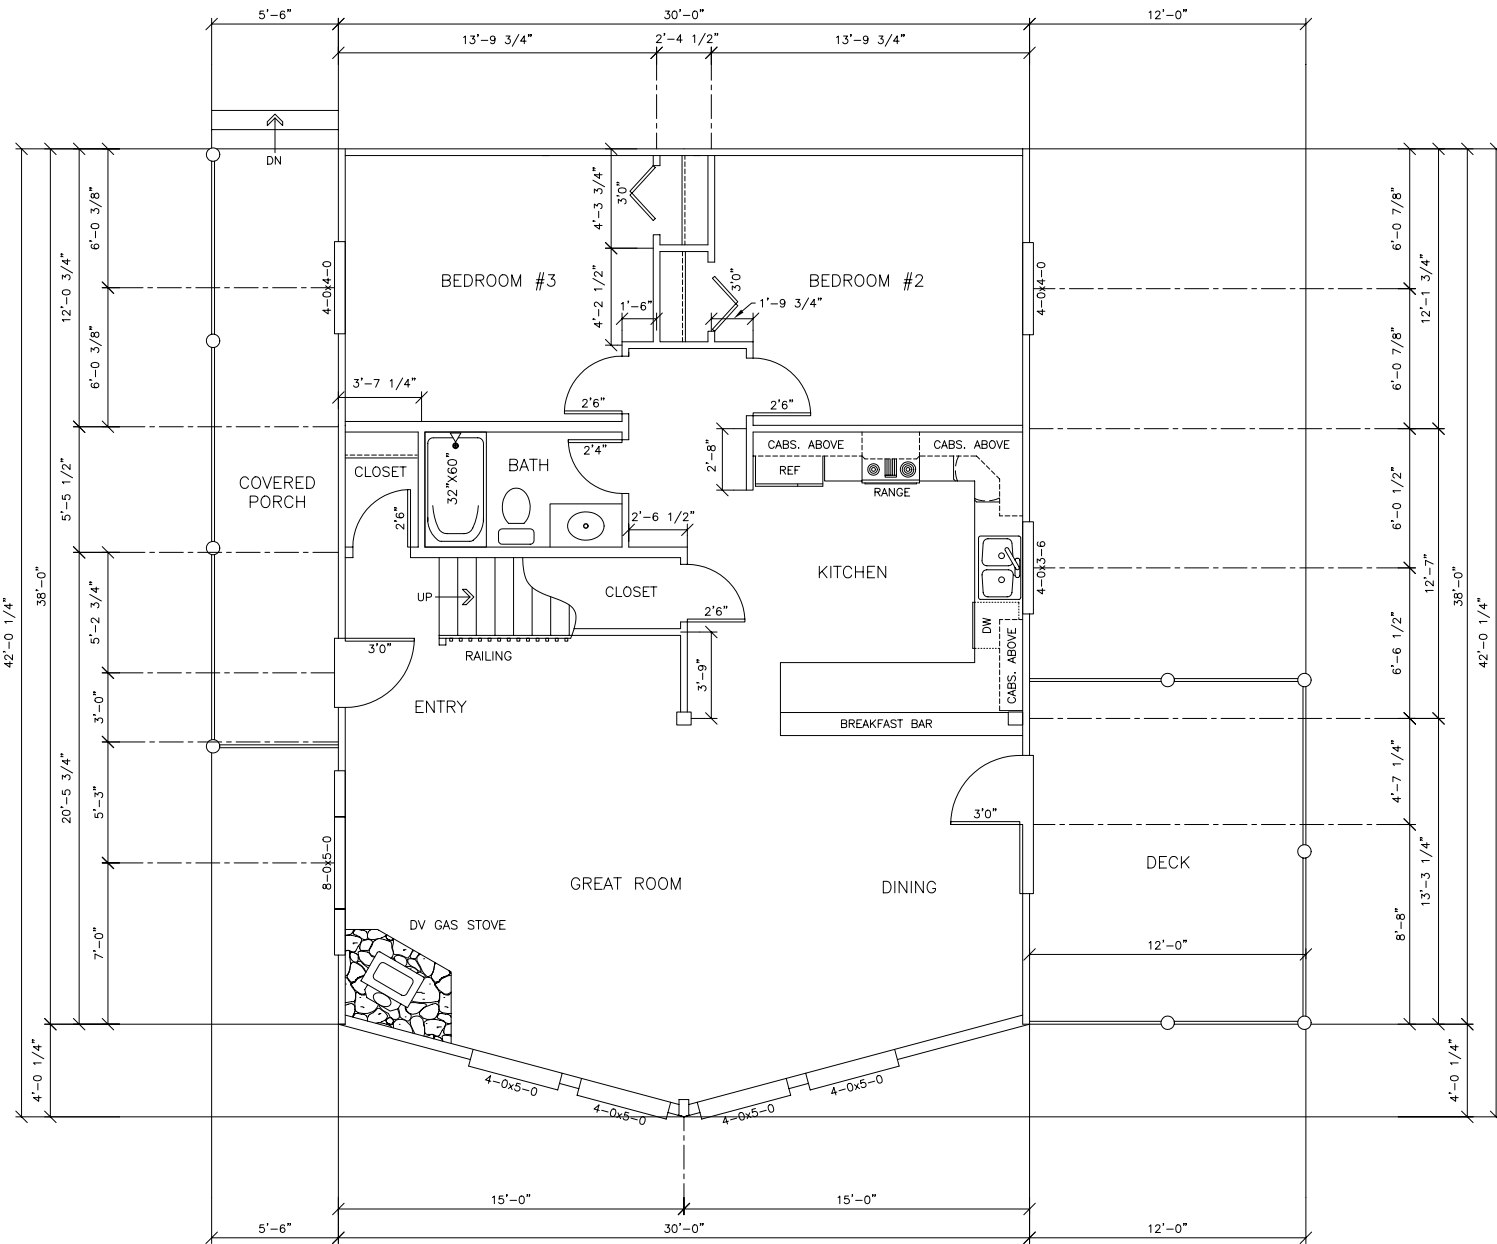 5'-6"
30'-0"
12'-0"
13'-9 3/4"
2'-4 1/2"
13'-9 3/4"
DN
42'-0 1/4"
38'-0"
4'-0 1/4"
12'-0 3/4"
5'-5 1/2"
20'-5 3/4"
6'-0 3/8"
6'-0 3/8"
5'-2 3/4"
3'-0"
5'-3"
7'-0"
COVERED
PORCH
4-0x4-0
BEDROOM #3
4'-3 3/4"
3'0"
4'-2 1/2"
1'-6"
3'0"
1'-9 3/4"
BEDROOM #2
4-0x4-0
3'-7 1/4"
2'6"
2'6"
CLOSET
2'6"
32"X60"
BATH
2'4"
2'-6 1/2"
2'-8"
CABS. ABOVE
CABS. ABOVE
REF
RANGE
KITCHEN
4-0x3-6
DW
CABS. ABOVE
BREAKFAST BAR
UP
CLOSET
2'6"
RAILING
3'-9"
3'0"
ENTRY
8-0x5-0
GREAT ROOM
DINING
3'0"
DV GAS STOVE
DECK
12'-0"
4-0x5-0
4-0x5-0
4-0x5-0
4-0x5-0
6'-0 7/8"
6'-0 7/8"
6'-0 1/2"
6'-6 1/2"
4'-7 1/4"
8'-8"
12'-1 3/4"
12'-7"
13'-3 1/4"
38'-0"
4'-0 1/4"
42'-0 1/4"
15'-0"
15'-0"
5'-6"
30'-0"
12'-0"